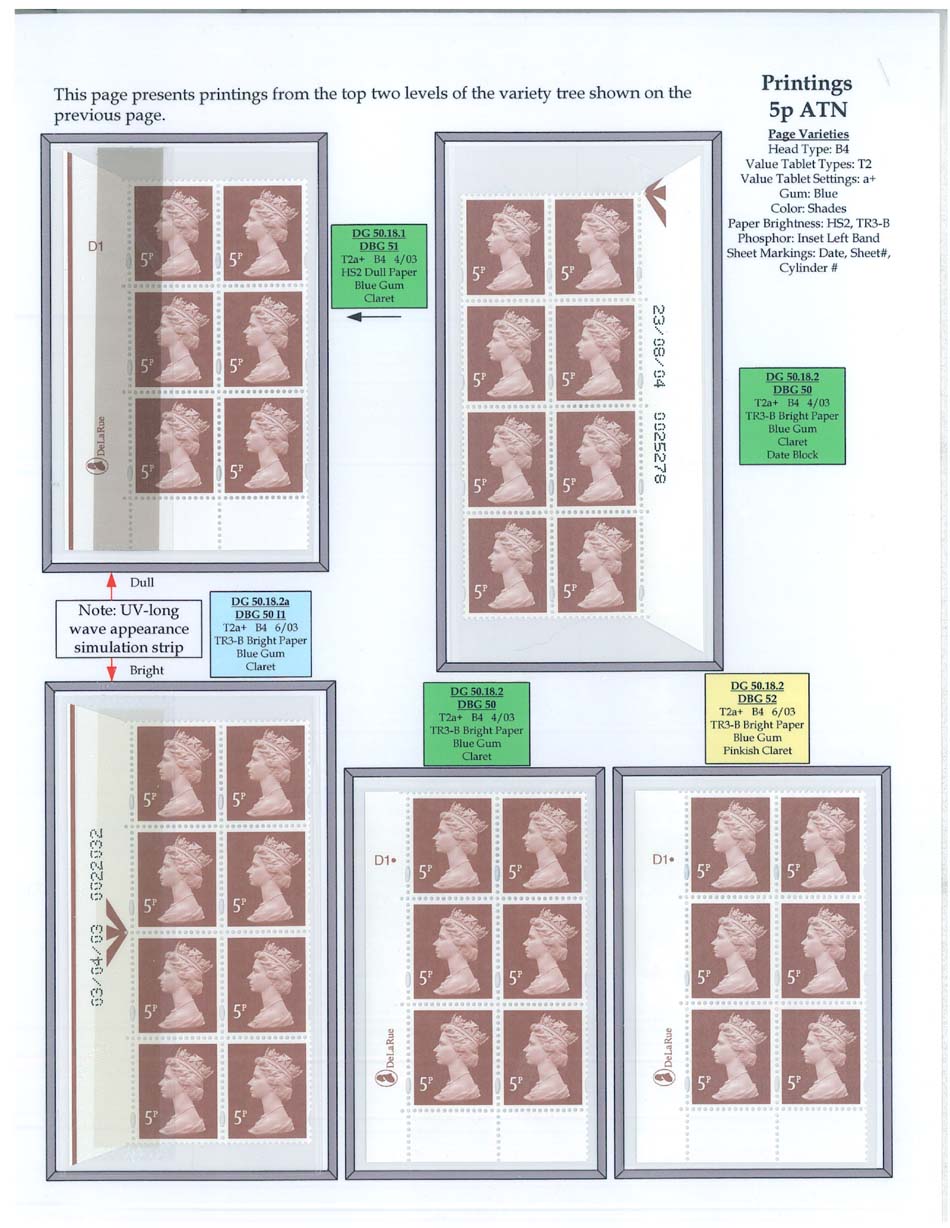 This page presents printings from the top two levels of the variety tree shown on the
previous page.
Printings
5p ATN
Page Varieties
Head Type: B4
Value Tablet Types: T2
Value Tablet Settings: a+
Gum: Blue
Color: Shades
Paper Brightness: HS2, TR3-B
Phosphor: Inset Left Band
Sheet Markings: Date, Sheet#,
Cylinder #
D1
5P 5P
5P 5P
5P 5P
DeLaRue
DG 50.18.1
DBG 51
T2a+ B4 4/03
HS2 Dull Paper
Blue Gum
Claret
5P 5P
5P 5P
5P 5P
5P 5P
23/08/04 0025278
DG 50.18.2
DBG 50
T2a+ B4 4/03
TR3-B Bright Paper
Blue Gum
Claret
Date Block
Dull
Note: UV-long
wave appearance
simulation strip
Bright
DG 50.18.2a
DBG 50 I1
T2a+ B4 6/03
TR3-B Bright Paper
Blue Gum
Claret
03/04/03 0022032
5P 5P
5P 5P
5P 5P
5P 5P
DG 50.18.2
DBG 50
T2a+ B4 4/03
TR3-B Bright Paper
Blue Gum
Claret
D1•
5P 5P
5P 5P
5P 5P
DeLaRue
DG 50.18.2
DBG 52
T2a+ B4 6/03
TR3-B Bright Paper
Blue Gum
Pinkish Claret
D1•
5P 5P
5P 5P
5P 5P
DeLaRue